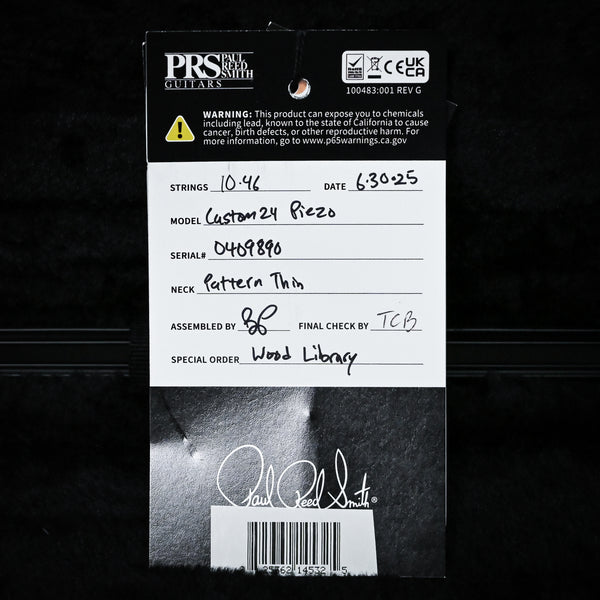 PRS PAUL REED SMITH
GUITARS
CE UK CA
100483:001 REV G
WARNING: This product can expose you to chemicals
including lead, known to the state of California to cause
cancer, birth defects, or other reproductive harm. For
more information, go to www.p65warnings.ca.gov
STRINGS 10.46 DATE 6.30.25
MODEL Custom 24 Piezo
SERIAL# 0409890
NECK Pattern Thin
ASSEMBLED BY FINAL CHECK BY TCB
SPECIAL ORDER Wood Library
Paul Reed Smith®